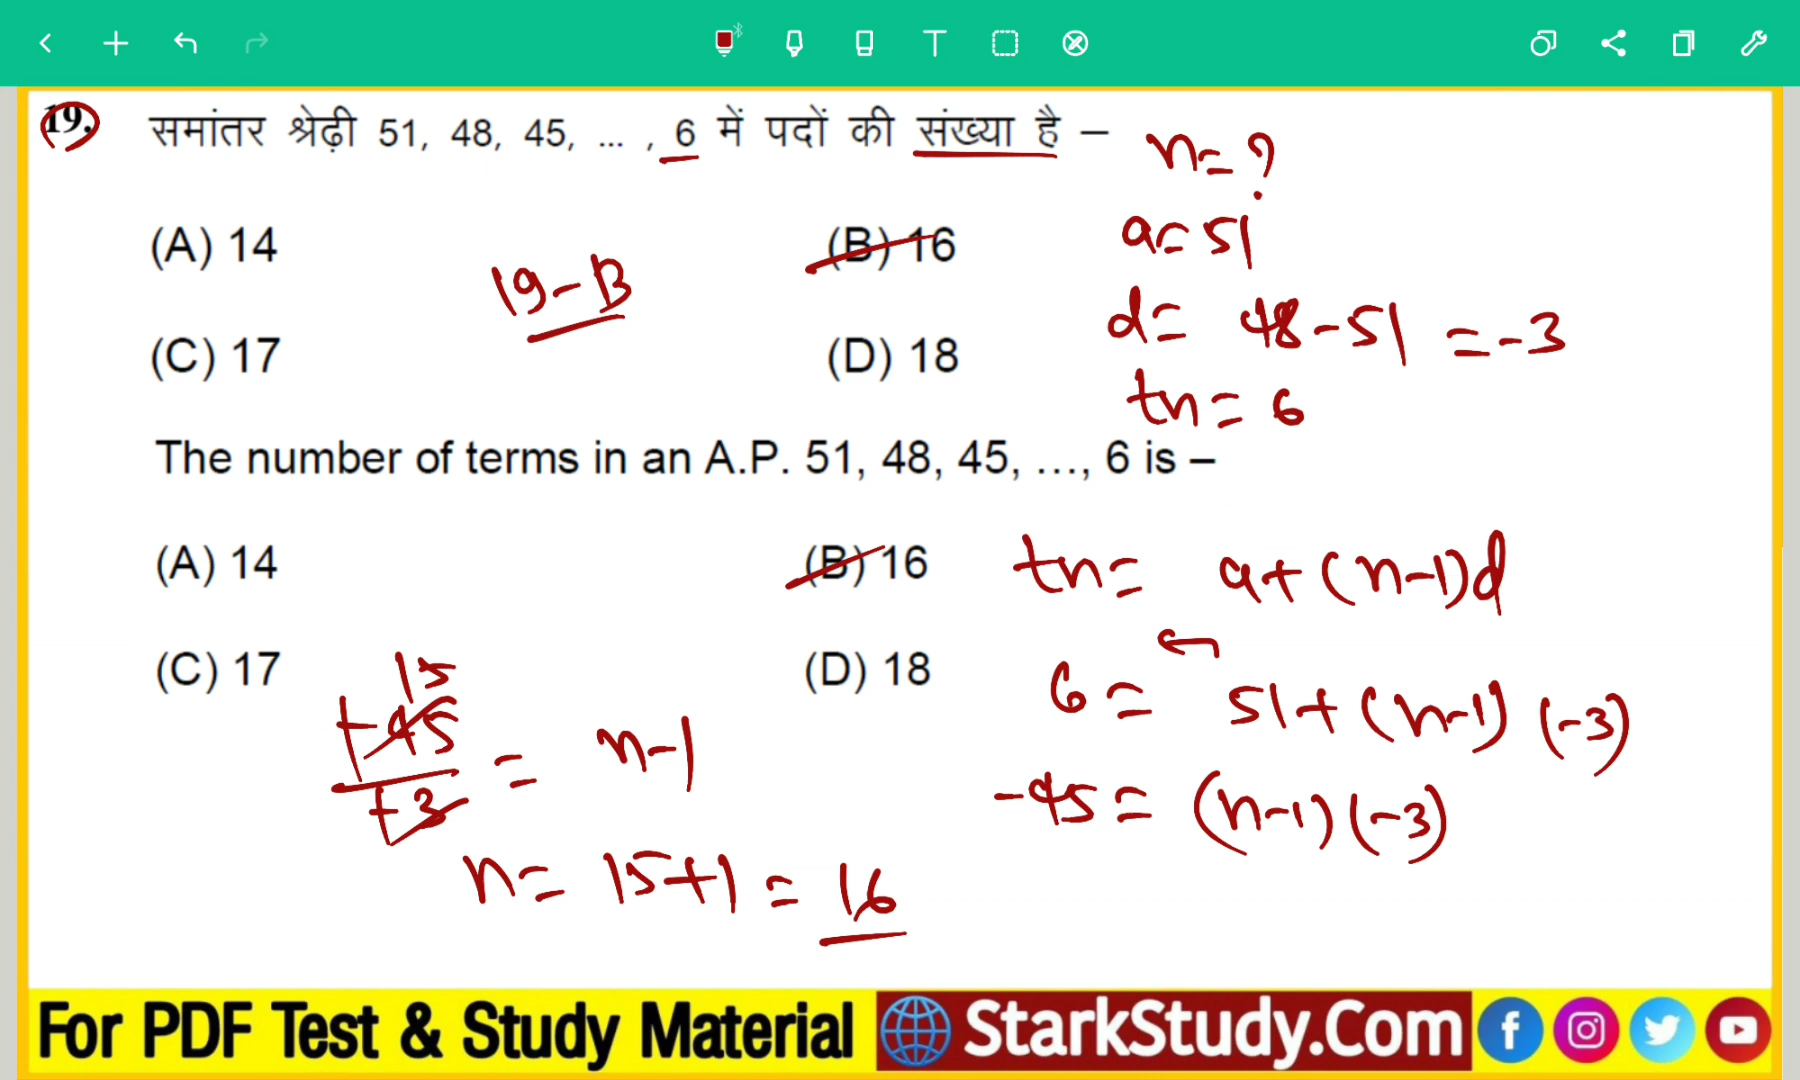 19. समांतर श्रेढ़ी 51, 48, 45, ... , 6 में पदों की संख्या है –
n = ?
(A) 14
(B) 16
a = 51
19 – B
d = 48 - 51 = -3
(C) 17
(D) 18
tn = 6
The number of terms in an A.P. 51, 48, 45, ..., 6 is –
(A) 14
(B) 16
tn = a + (n-1)d
(C) 17
(D) 18
6 = 51 + (n-1) (-3)
-45 = (n-1) (-3)
15
-45
-3
= n-1
n = 15+1 = 16
For PDF Test & Study Material StarkStudy.Com